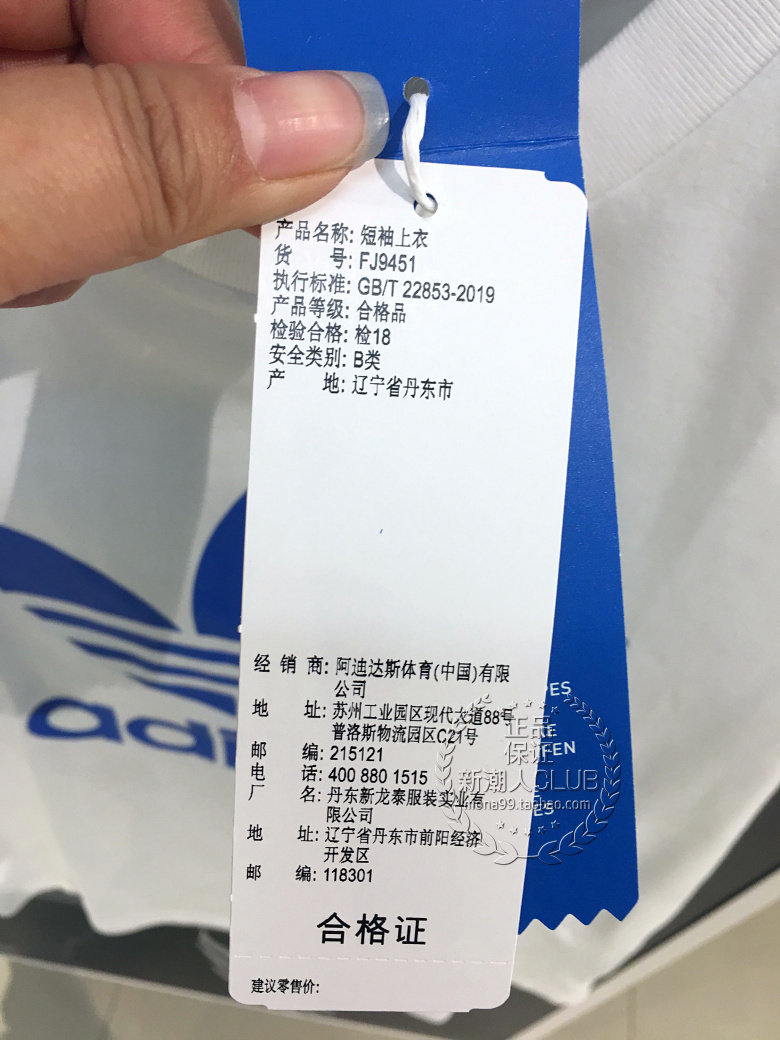 产品名称: 短袖上衣
货 号: FJ9451
执行标准: GB/T 22853-2019
产品等级: 合格品
检验合格: 检18
安全类别: B类
产 地: 辽宁省丹东市
经 销 商: 阿迪达斯体育(中国)有限
公司
地 址: 苏州工业园区现代大道88号
普洛斯物流园区C21号
邮 编: 215121
电 话: 400 880 1515
厂 名: 丹东新龙泰服装实业有
限公司
地 址: 辽宁省丹东市前阳经济
开发区
邮 编: 118301
合格证
建议零售价:
正品
保证
新潮人CLUB
mona99.taobao.com